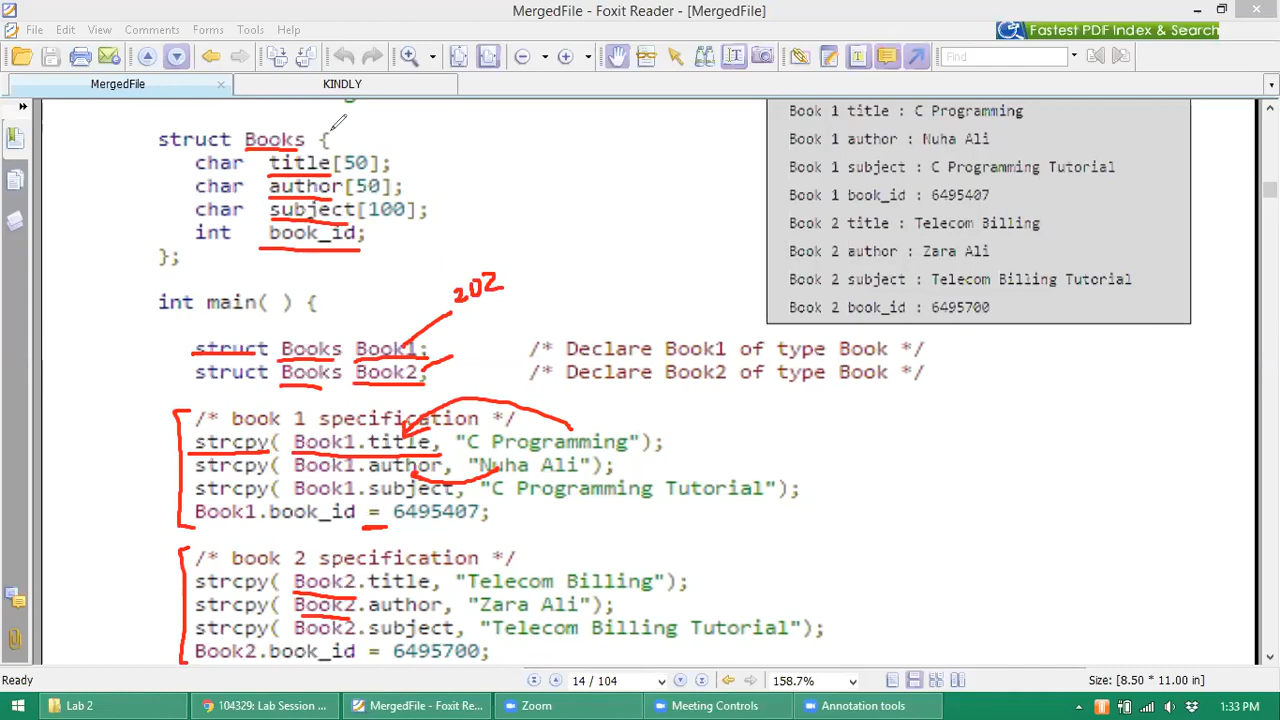 MergedFile - Foxit Reader - [MergedFile]
File Edit View Comments Forms Tools Help
Fastest PDF Index & Search
Find
MergedFile
KINDLY
struct Books {
char title[50];
char author[50];
char subject[100];
int book_id;
};
int main( ) {
202
struct Books Book1; /* Declare Book1 of type Book */
struct Books Book2; /* Declare Book2 of type Book */
/* book 1 specification */
strcpy( Book1.title, "C Programming");
strcpy( Book1.author, "Nuha Ali");
strcpy( Book1.subject, "C Programming Tutorial");
Book1.book_id = 6495407;
/* book 2 specification */
strcpy( Book2.title, "Telecom Billing");
strcpy( Book2.author, "Zara Ali");
strcpy( Book2.subject, "Telecom Billing Tutorial");
Book2.book_id = 6495700;
Book 1 title : C Programming
Book 1 author : Nuha Ali
Book 1 subject : C Programming Tutorial
Book 1 book_id : 6495407
Book 2 title : Telecom Billing
Book 2 author : Zara Ali
Book 2 subject : Telecom Billing Tutorial
Book 2 book_id : 6495700
Ready
14 / 104
158.7%
Size: [8.50 * 11.00 in]
Lab 2
104329: Lab Session ...
MergedFile - Foxit Re...
Zoom
Meeting Controls
Annotation tools
1:33 PM